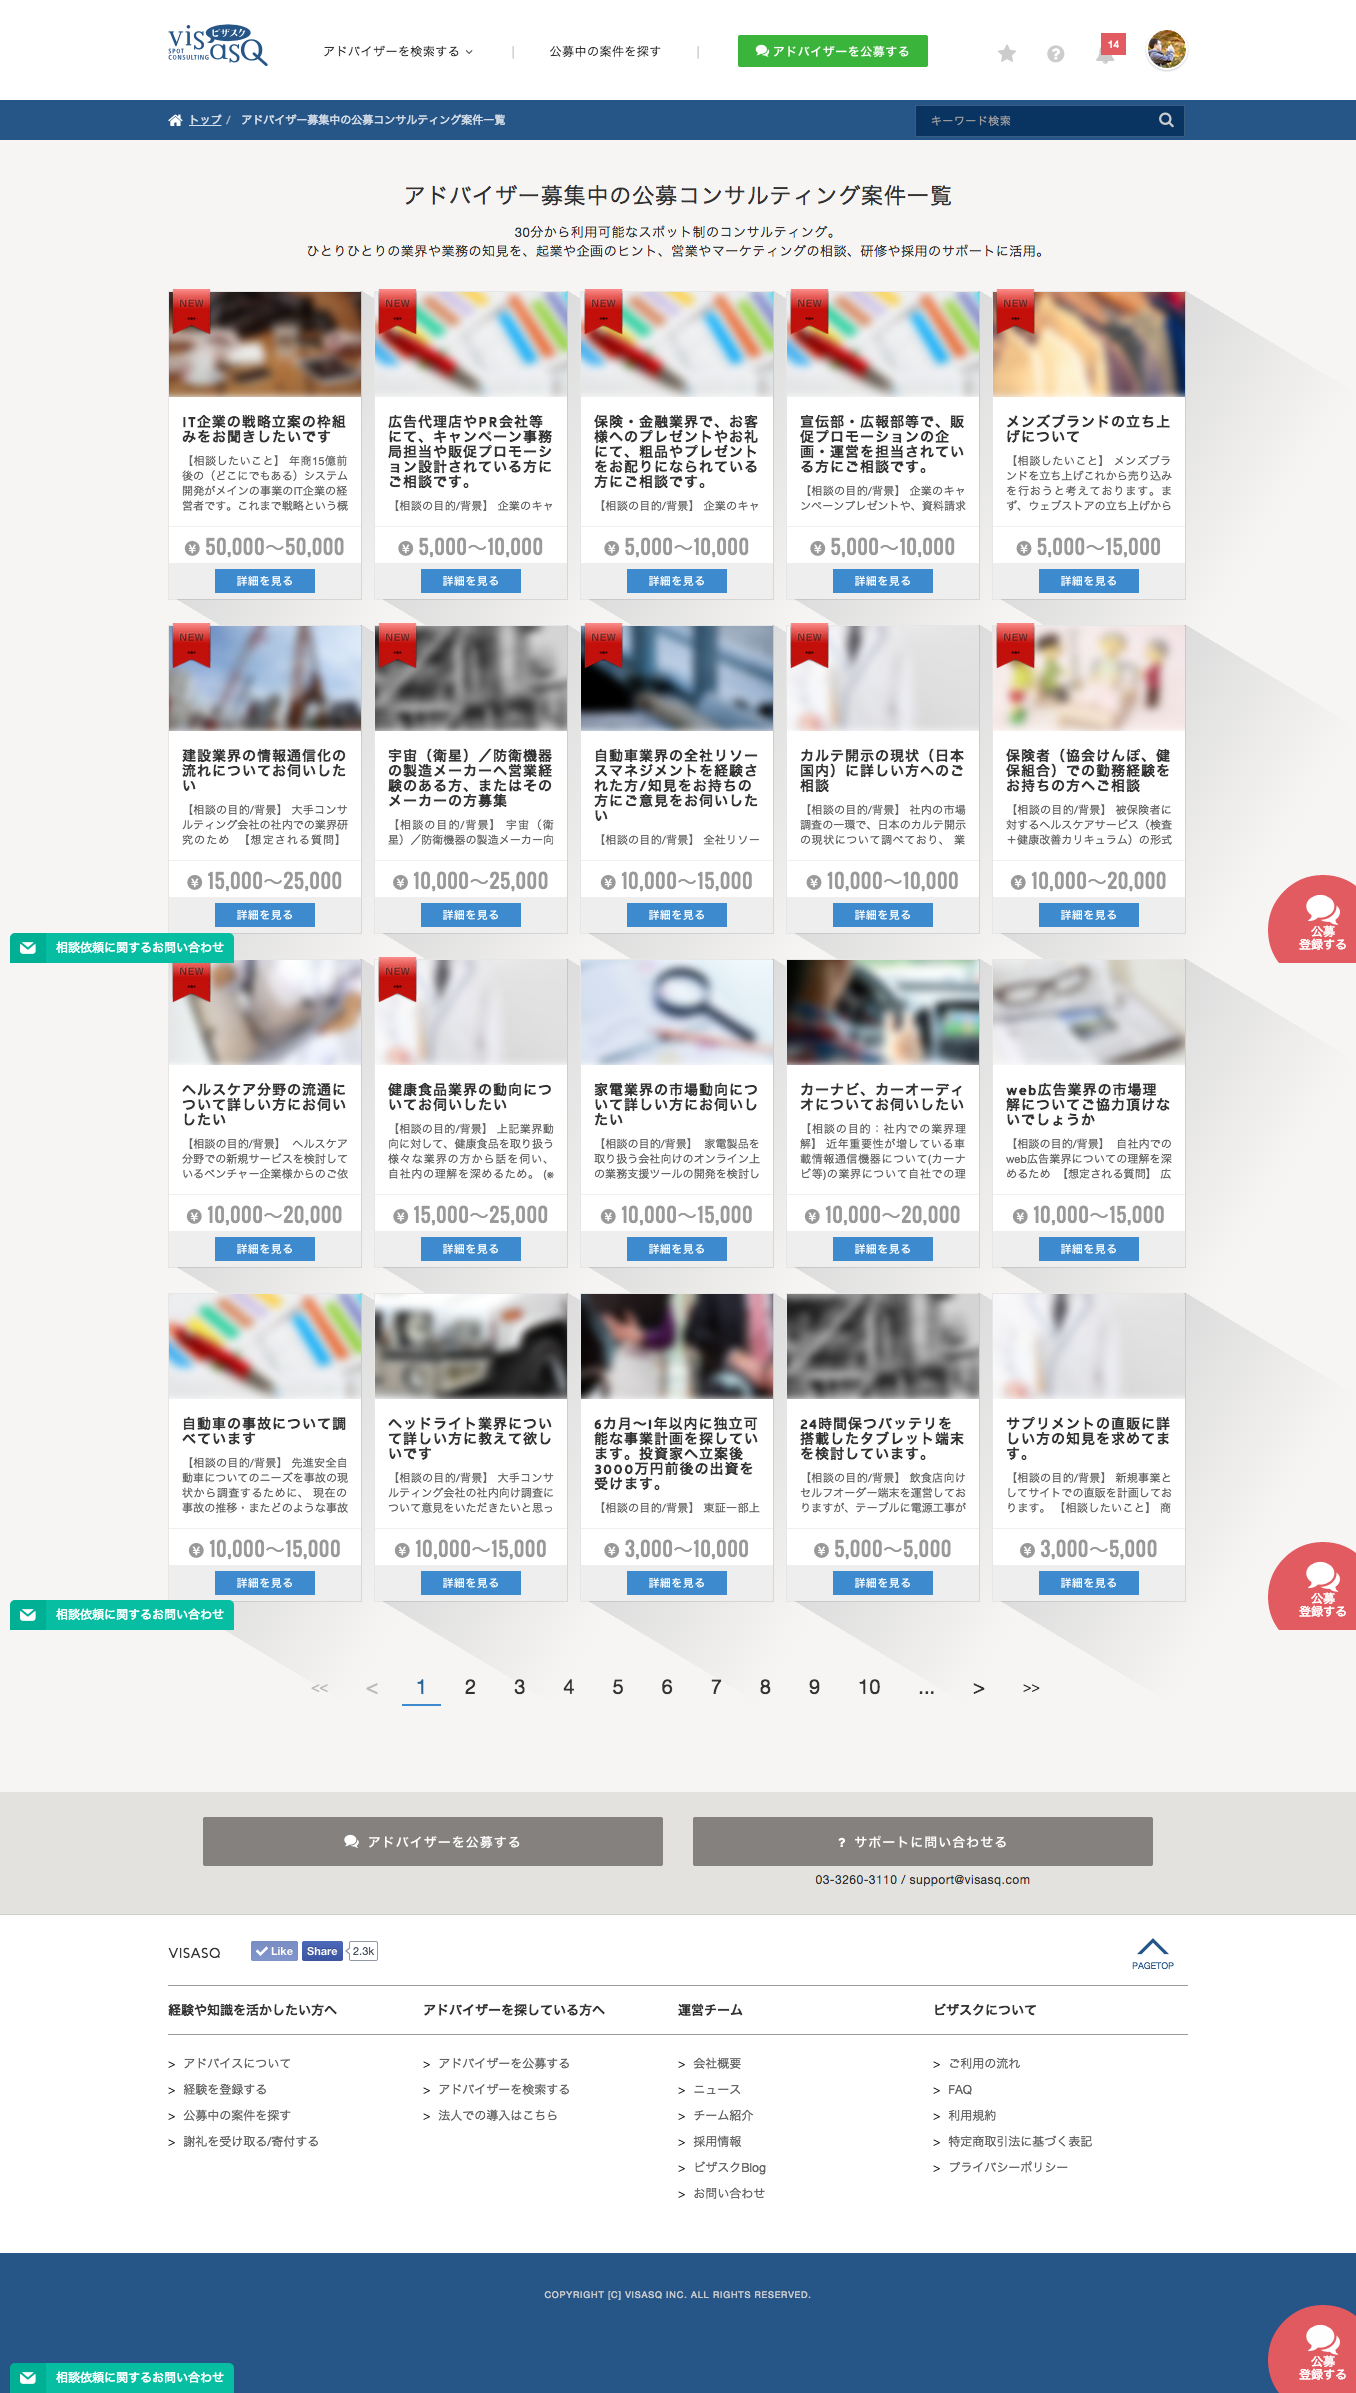 visasQ ビザスク
SPOT CONSULTING
アドバイザーを検索する
|
公募中の案件を探す
|
アドバイザーを公募する
14
トップ / アドバイザー募集中の公募コンサルティング案件一覧
キーワード検索
アドバイザー募集中の公募コンサルティング案件一覧
30分から利用可能なスポット制のコンサルティング。
ひとりひとりの業界や業務の知見を、起業や企画のヒント、営業やマーケティングの相談、研修や採用のサポートに活用。
NEW
IT企業の戦略立案の枠組
みをお聞きしたいです
【相談したいこと】 年商15億前
後の（どこにでもある）システム
開発がメインの事業のIT企業の経
営者です。これまで戦略という概
¥ 50,000〜50,000
詳細を見る
NEW
広告代理店やPR会社等
にて、キャンペーン事務
局担当や販促プロモーシ
ョン設計されている方に
ご相談です。
【相談の目的/背景】 企業のキャ
¥ 5,000〜10,000
詳細を見る
NEW
保険・金融業界で、お客
様へのプレゼントやお礼
にて、粗品やプレゼント
をお配りになられている
方にご相談です。
【相談の目的/背景】 企業のキャ
¥ 5,000〜10,000
詳細を見る
NEW
宣伝部・広報部等で、販
促プロモーションの企
画・運営を担当されてい
る方にご相談です。
【相談の目的/背景】 企業のキャ
ンペーンプレゼントや、資料請求
¥ 5,000〜10,000
詳細を見る
NEW
メンズブランドの立ち上
げについて
【相談したいこと】 メンズブラ
ンドを立ち上げこれから売り込み
を行おうと考えております。ま
ず、ウェブストアの立ち上げから
¥ 5,000〜15,000
詳細を見る
NEW
建設業界の情報通信化の
流れについてお伺いした
い
【相談の目的/背景】 大手コンサ
ルティング会社の社内での業界研
究のため 【想定される質問】
¥ 15,000〜25,000
詳細を見る
NEW
宇宙（衛星）／防衛機器
の製造メーカーへ営業経
験のある方、またはその
メーカーの方募集
【相談の目的/背景】 宇宙（衛
星）／防衛機器の製造メーカー向
¥ 10,000〜25,000
詳細を見る
NEW
自動車業界の全社リソー
スマネジメントを経験さ
れた方/知見をお持ちの
方にご意見をお伺いした
い
【相談の目的/背景】 全社リソー
¥ 10,000〜15,000
詳細を見る
NEW
カルテ開示の現状（日本
国内）に詳しい方へのご
相談
【相談の目的/背景】 社内の市場
調査の一環で、日本のカルテ開示
の現状について調べており、 業
¥ 10,000〜10,000
詳細を見る
NEW
保険者（協会けんぽ、健
保組合）での勤務経験を
お持ちの方へご相談
【相談の目的/背景】 被保険者に
対するヘルスケアサービス（検査
＋健康改善カリキュラム）の形式
¥ 10,000〜20,000
詳細を見る
相談依頼に関するお問い合わせ
公募
登録する
NEW
ヘルスケア分野の流通に
ついて詳しい方にお伺い
したい
【相談の目的/背景】 ヘルスケア
分野での新規サービスを検討して
いるベンチャー企業様からのご依
¥ 10,000〜20,000
詳細を見る
NEW
健康食品業界の動向につ
いてお伺いしたい
【相談の目的/背景】 上記業界動
向に対して、健康食品を取り扱う
様々な業界の方から話を伺い、
自社内の理解を深めるため。 (※
¥ 15,000〜25,000
詳細を見る
家電業界の市場動向につ
いて詳しい方にお伺いし
たい
【相談の目的/背景】 家電製品を
取り扱う会社向けのオンライン上
の業務支援ツールの開発を検討し
¥ 10,000〜15,000
詳細を見る
カーナビ、カーオーディ
オについてお伺いしたい
【相談の目的：社内での業界理
解】 近年重要性が増している車
載情報通信機器について(カーナ
ビ等)の業界について自社での理
¥ 10,000〜20,000
詳細を見る
web広告業界の市場理
解についてご協力頂けな
いでしょうか
【相談の目的/背景】 自社内での
web広告業界についての理解を深
めるため 【想定される質問】 広
¥ 10,000〜15,000
詳細を見る
自動車の事故について調
べています
【相談の目的/背景】 先進安全自
動車についてのニーズを事故の現
状から調査するために、 現在の
事故の推移・またどのような事故
¥ 10,000〜15,000
詳細を見る
ヘッドライト業界につい
て詳しい方に教えて欲し
いです
【相談の目的/背景】 大手コンサ
ルティング会社の社内向け調査に
ついて意見をいただきたいと思っ
¥ 10,000〜15,000
詳細を見る
6カ月〜1年以内に独立可
能な事業計画を探してい
ます。投資家へ立案後
3000万円前後の出資を
受けます。
【相談の目的/背景】 東証一部上
¥ 3,000〜10,000
詳細を見る
24時間保つバッテリを
搭載したタブレット端末
を検討しています。
【相談の目的/背景】 飲食店向け
セルフオーダー端末を運営してお
りますが、テーブルに電源工事が
¥ 5,000〜5,000
詳細を見る
サプリメントの直販に詳
しい方の知見を求めてま
す。
【相談の目的/背景】 新規事業と
してサイトでの直販を計画してお
ります。 【相談したいこと】 商
¥ 3,000〜5,000
詳細を見る
相談依頼に関するお問い合わせ
公募
登録する
<< < 1 2 3 4 5 6 7 8 9 10 ... > >>
アドバイザーを公募する
? サポートに問い合わせる
03-3260-3110 / support@visasq.com
VISASQ
Like
Share
2.3k
PAGETOP
経験や知識を活かしたい方へ
> アドバイスについて
> 経験を登録する
> 公募中の案件を探す
> 謝礼を受け取る/寄付する
アドバイザーを探している方へ
> アドバイザーを公募する
> アドバイザーを検索する
> 法人での導入はこちら
運営チーム
> 会社概要
> ニュース
> チーム紹介
> 採用情報
> ビザスクBlog
> お問い合わせ
ビザスクについて
> ご利用の流れ
> FAQ
> 利用規約
> 特定商取引法に基づく表記
> プライバシーポリシー
COPYRIGHT [C] VISASQ INC. ALL RIGHTS RESERVED.
公募
登録する
相談依頼に関するお問い合わせ